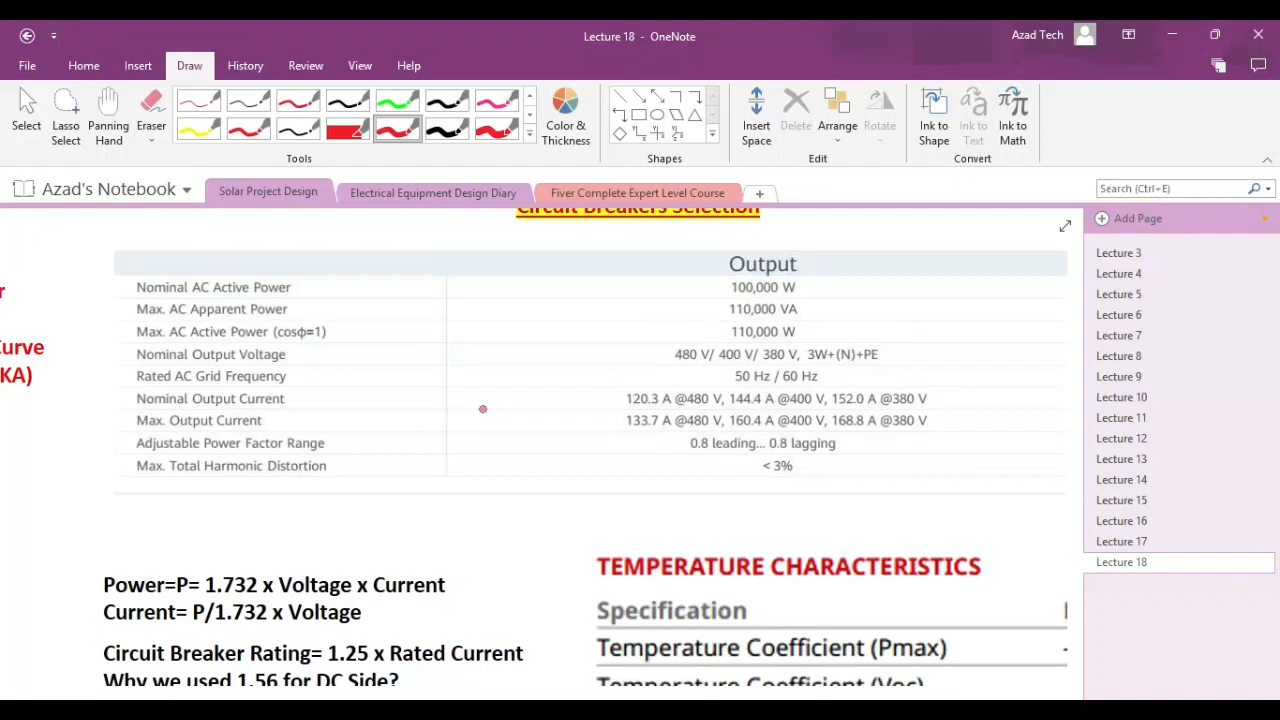 Lecture 18 - OneNote
Azad Tech
File Home Insert Draw History Review View Help
Select
Lasso Select
Panning Hand
Eraser
Color & Thickness
Insert Space
Delete
Arrange
Rotate
Ink to Shape
Ink to Text
Ink to Math
Tools
Shapes
Edit
Convert
Azad's Notebook
Solar Project Design
Electrical Equipment Design Diary
Fiver Complete Expert Level Course
Search (Ctrl+E)
Add Page
Lecture 3
Lecture 4
Lecture 5
Lecture 6
Lecture 7
Lecture 8
Lecture 9
Lecture 10
Lecture 11
Lecture 12
Lecture 13
Lecture 14
Lecture 15
Lecture 16
Lecture 17
Lecture 18
Circuit Breakers Selection
r
Curve
KA)
Output
Nominal AC Active Power 100,000 W
Max. AC Apparent Power 110,000 VA
Max. AC Active Power (cosф=1) 110,000 W
Nominal Output Voltage 480 V/ 400 V/ 380 V, 3W+(N)+PE
Rated AC Grid Frequency 50 Hz / 60 Hz
Nominal Output Current 120.3 A @480 V, 144.4 A @400 V, 152.0 A @380 V
Max. Output Current 133.7 A @480 V, 160.4 A @400 V, 168.8 A @380 V
Adjustable Power Factor Range 0.8 leading... 0.8 lagging
Max. Total Harmonic Distortion < 3%
Power=P= 1.732 x Voltage x Current
Current= P/1.732 x Voltage
Circuit Breaker Rating= 1.25 x Rated Current
Why we used 1.56 for DC Side?
TEMPERATURE CHARACTERISTICS
Specification
Temperature Coefficient (Pmax) -
Temperature Coefficient (Voc)